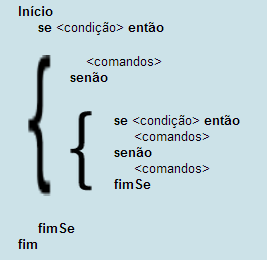 Início
se <condição> então
<comandos>
senão
se <condição> então
<comandos>
senão
<comandos>
fimSe
fimSe
fim